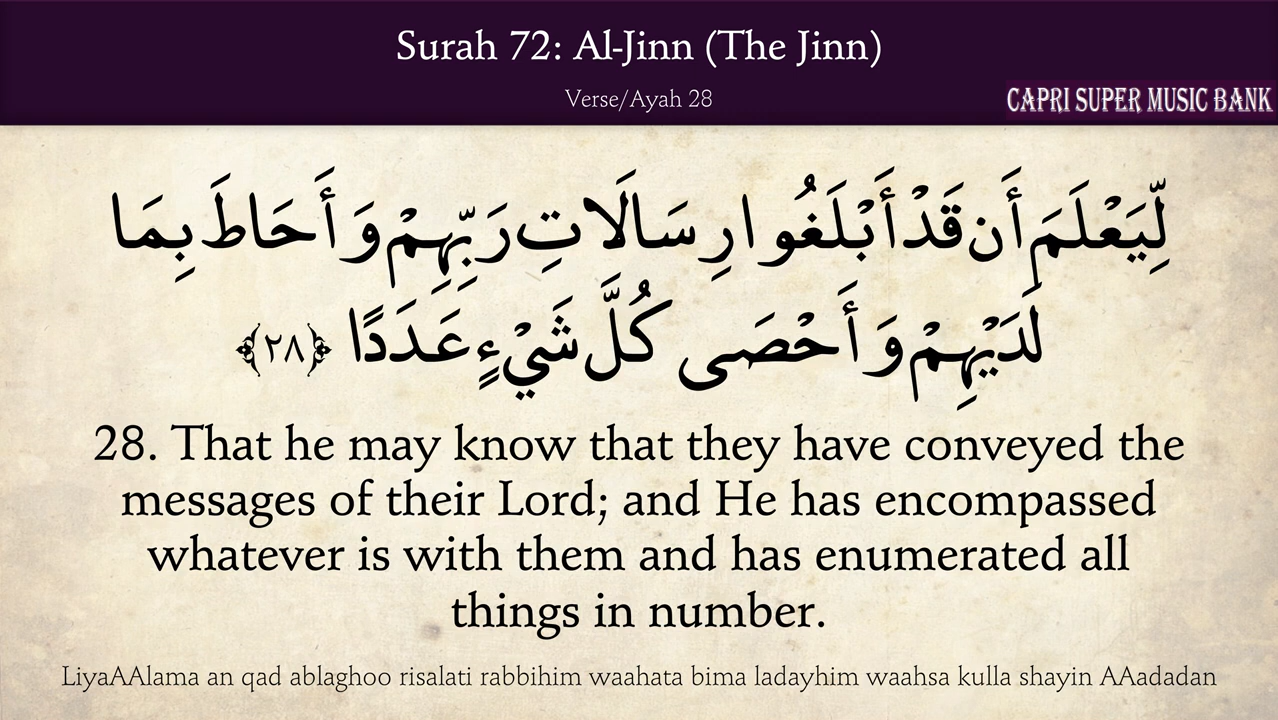 Surah 72: Al-Jinn (The Jinn)
Verse/Ayah 28
CAPRI SUPER MUSIC BANK
لِّيَعْلَمَ أَن قَدْ أَبْلَغُوا رِسَالَاتِ رَبِّهِمْ وَأَحَاطَ بِمَا
لَدَيْهِمْ وَأَحْصَى كُلَّ شَيْءٍ عَدَدًا ﴿٢٨﴾
28. That he may know that they have conveyed the
messages of their Lord; and He has encompassed
whatever is with them and has enumerated all
things in number.
LiyaAAlama an qad ablaghoo risalati rabbihim waahata bima ladayhim waahsa kulla shayin AAadadan